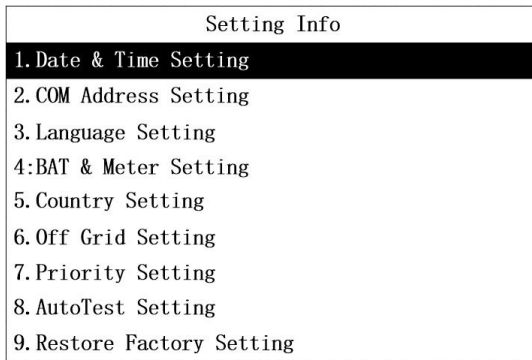 Setting Info
1.Date & Time Setting
2.COM Address Setting
3.Language Setting
4:BAT & Meter Setting
5.Country Setting
6.Off Grid Setting
7.Priority Setting
8.AutoTest Setting
9.Restore Factory Setting